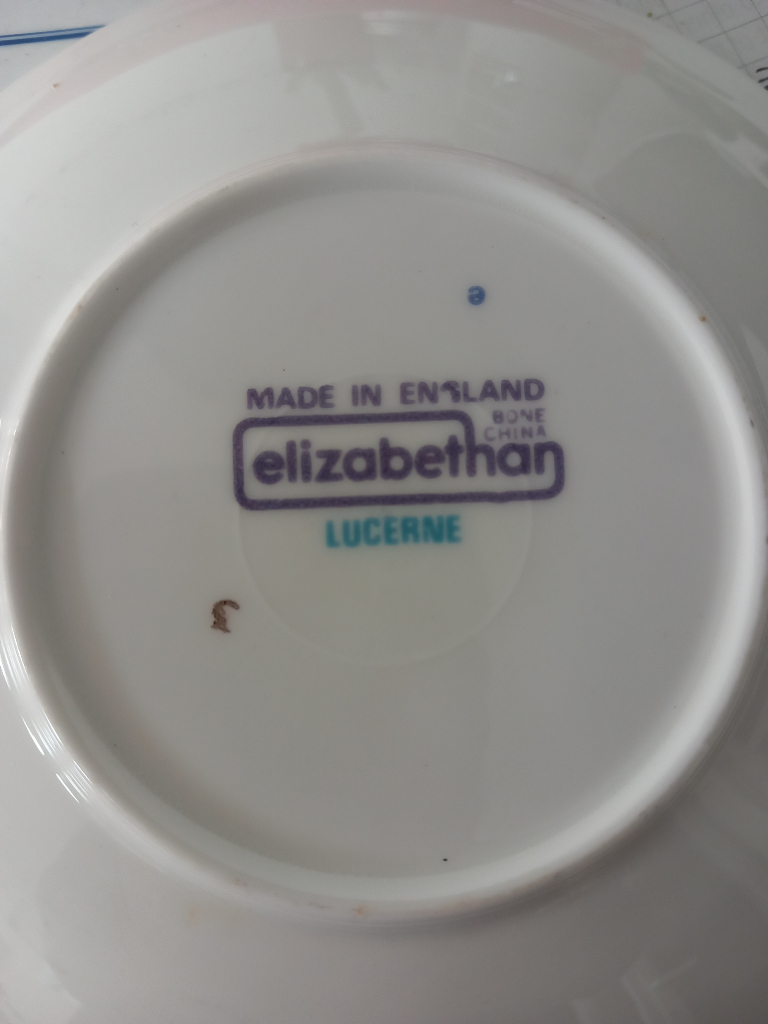 e
MADE IN ENGLAND
BONE
CHINA
elizabethan
LUCERNE